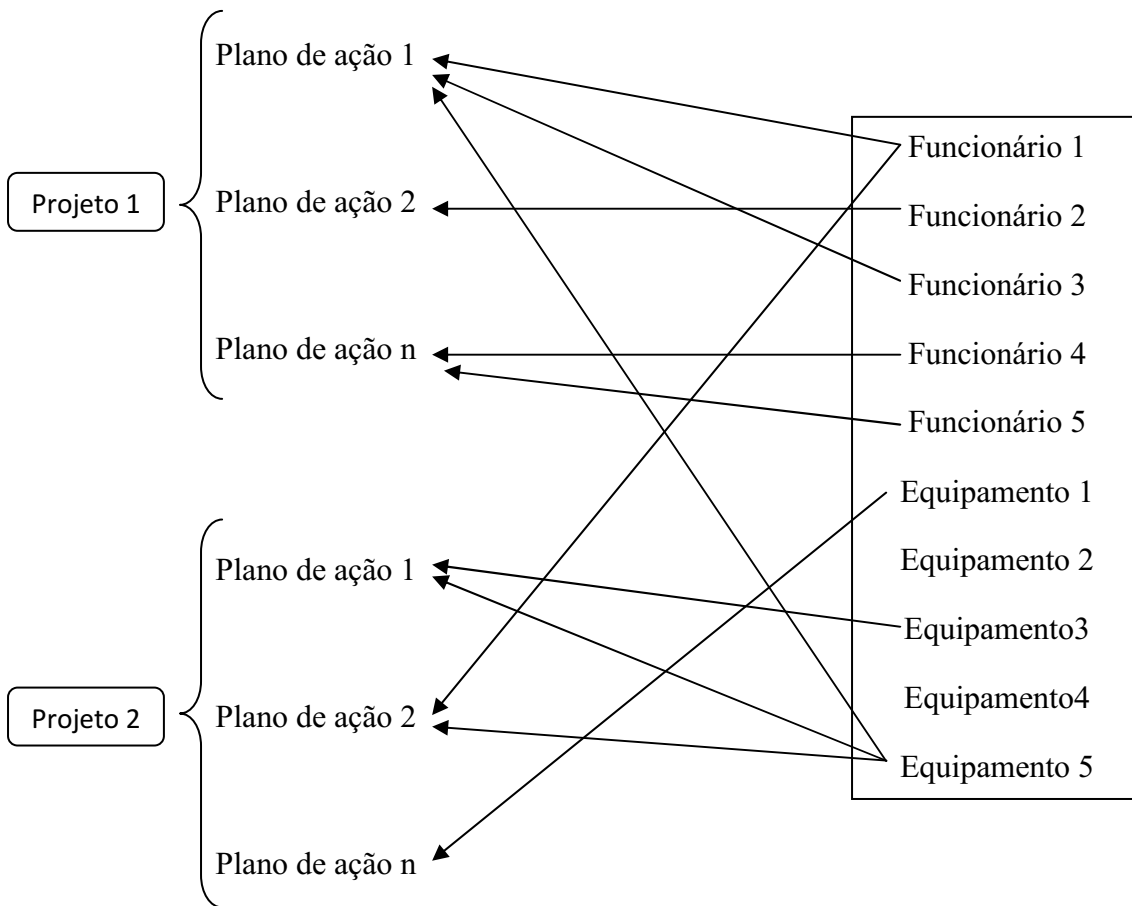 Projeto 1
Plano de ação 1
Plano de ação 2
Plano de ação n
Projeto 2
Plano de ação 1
Plano de ação 2
Plano de ação n
Funcionário 1
Funcionário 2
Funcionário 3
Funcionário 4
Funcionário 5
Equipamento 1
Equipamento 2
Equipamento3
Equipamento4
Equipamento 5